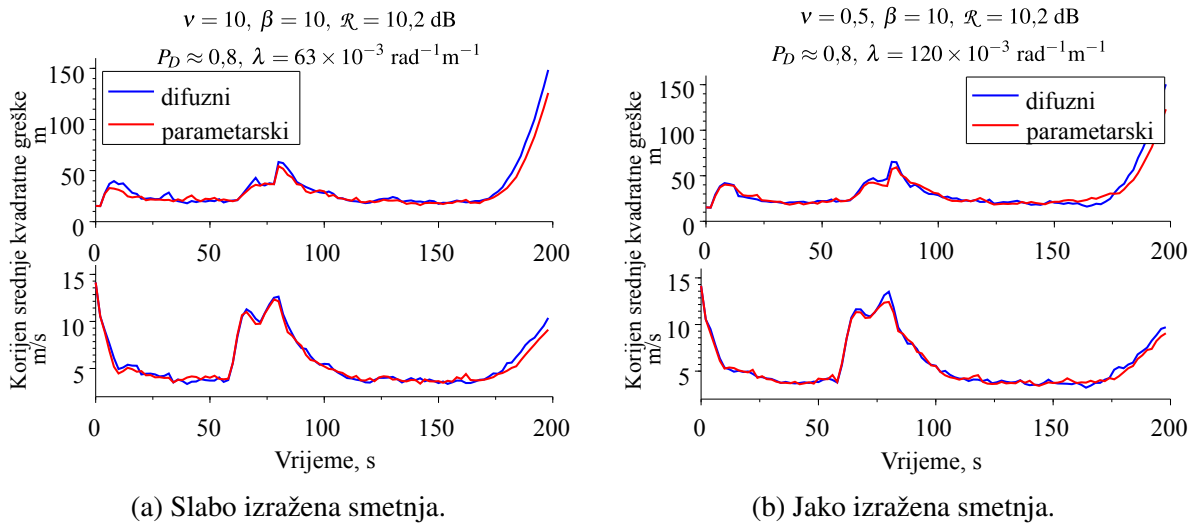 ν = 10, β = 10, ℛ = 10,2 dB
P_D ≈ 0,8, λ = 63 × 10⁻³ rad⁻¹m⁻¹
150
100
50
0
difuzni
parametarski
0 50 100 150 200
15
10
5
0 50 100 150 200
Korijen srednje kvadratne greške
m/s m
Vrijeme, s
(a) Slabo izražena smetnja.
ν = 0,5, β = 10, ℛ = 10,2 dB
P_D ≈ 0,8, λ = 120 × 10⁻³ rad⁻¹m⁻¹
150
100
50
0
difuzni
parametarski
0 50 100 150 200
15
10
5
0 50 100 150 200
Korijen srednje kvadratne greške
m/s m
Vrijeme, s
(b) Jako izražena smetnja.